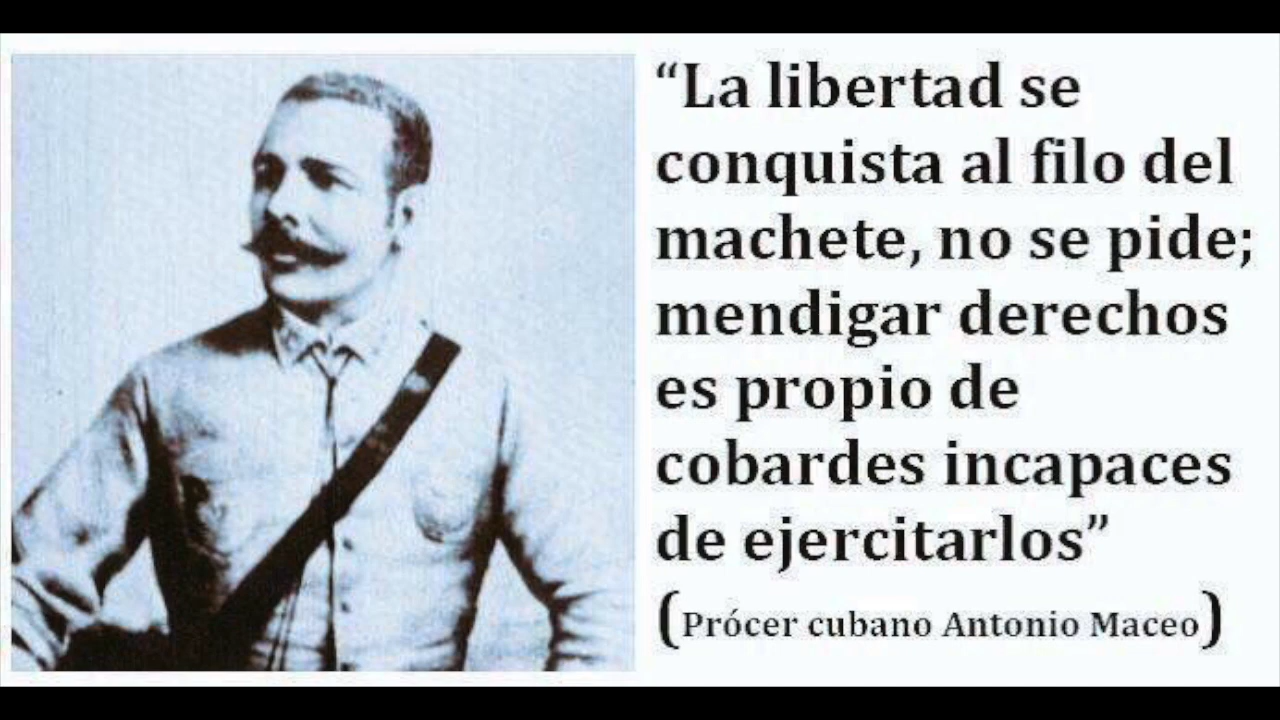 “La libertad se
conquista al filo del
machete, no se pide;
mendigar derechos
es propio de
cobardes incapaces
de ejercitarlos”
(Prócer cubano Antonio Maceo)